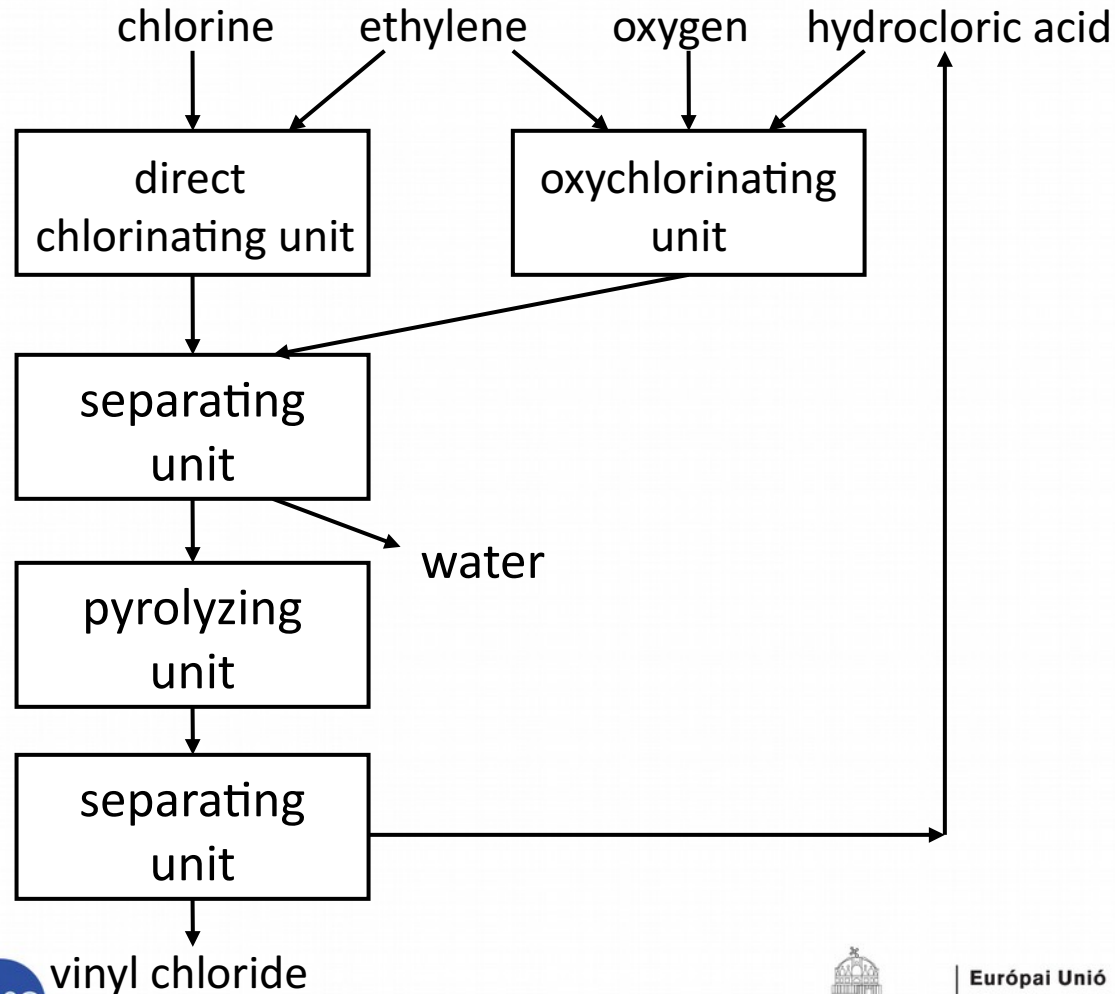 chlorine ethylene oxygen hydrocloric acid
direct
chlorinating unit
oxychlorinating
unit
separating
unit
water
pyrolyzing
unit
separating
unit
vinyl chloride
Európai Unió